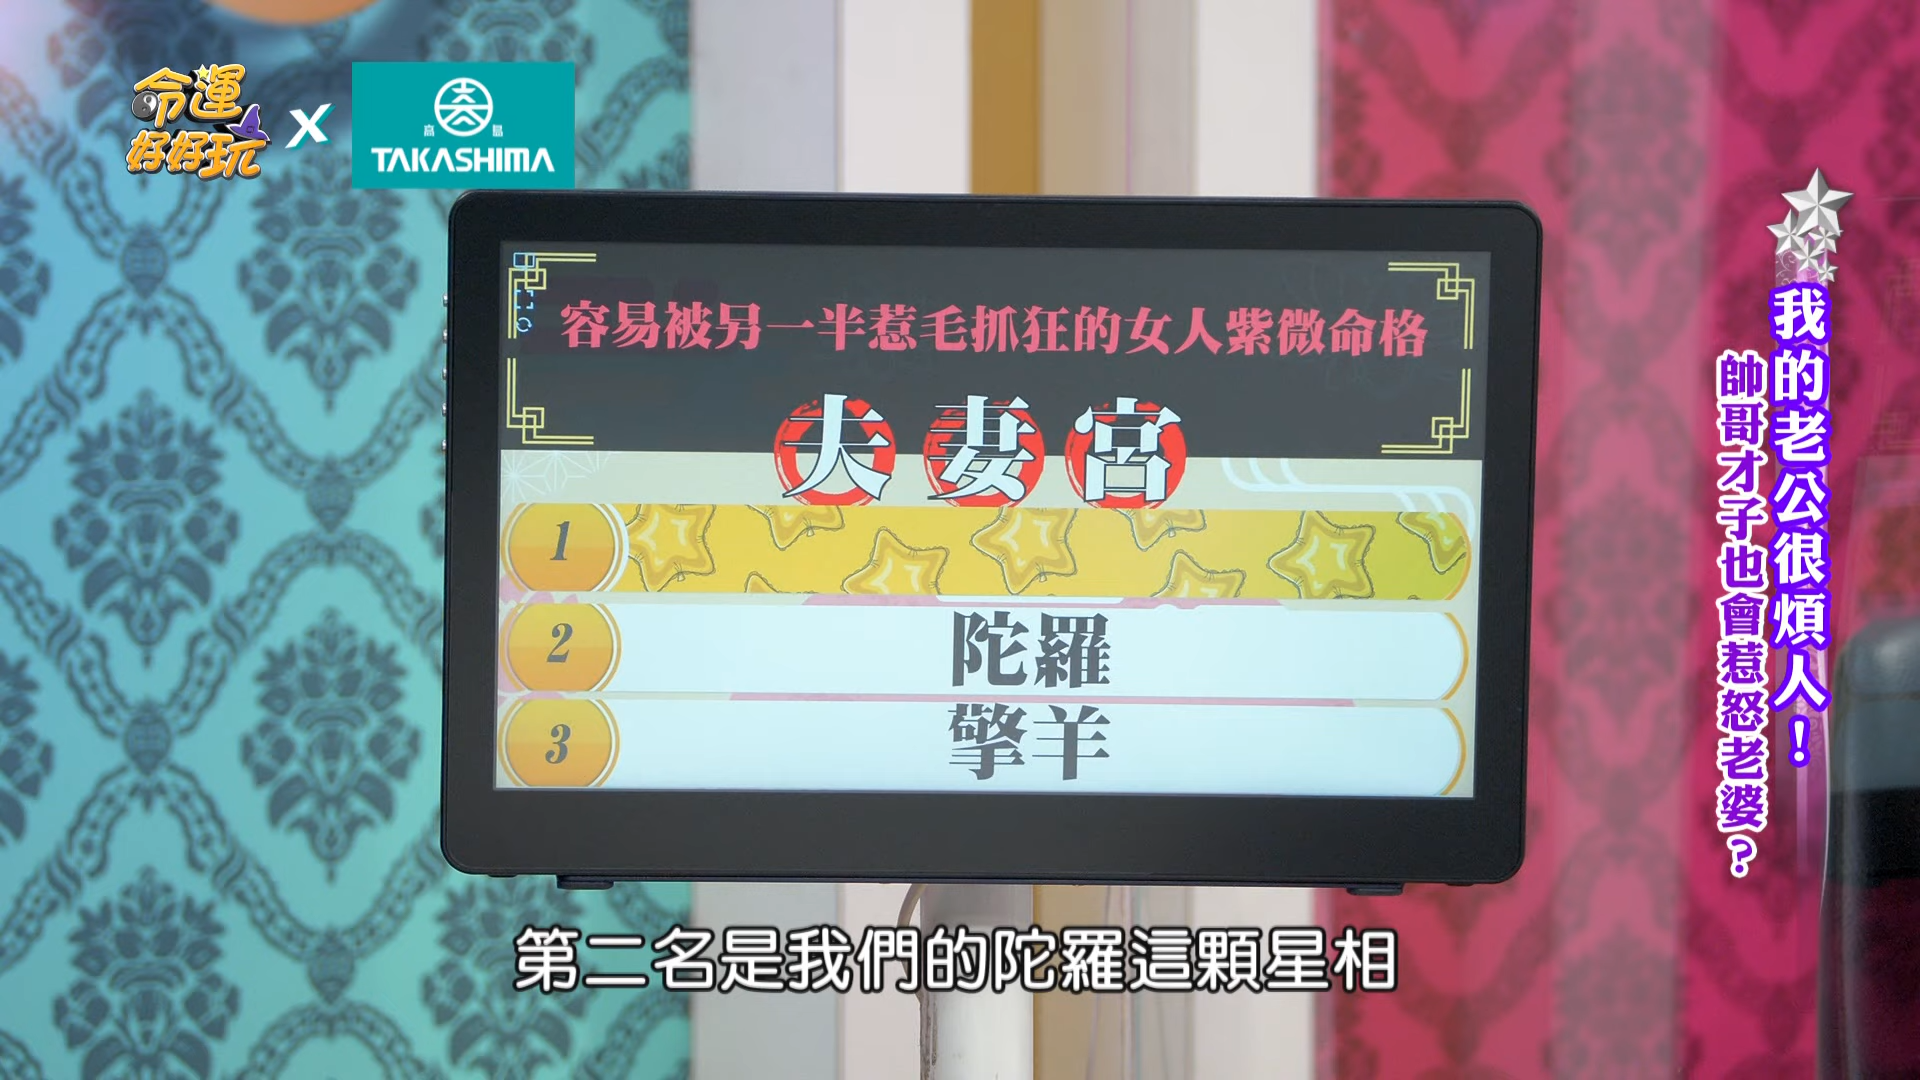 命運
好好玩
X
高島
TAKASHIMA
容易被另一半惹毛抓狂的女人紫微命格
夫妻宮
1
2 陀羅
3 擎羊
我的老公很煩人！
帥哥才子也會惹怒老婆？
第二名是我們的陀羅這顆星相